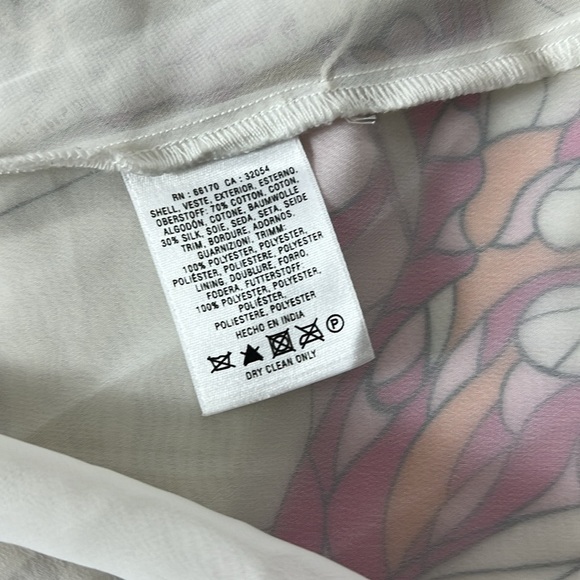 RN : 66170 CA : 32054
SHELL, VESTE, EXTERIOR, ESTERNO,
OBERSTOFF: 70% COTTON, COTON,
ALGODÓN, COTONE, BAUMWOLLE
30% SILK, SOIE, SEDA, SETA, SEIDE
TRIM, BORDURE, ADORNOS,
GUARNIZIONI, TRIMM:
100% POLYESTER, POLYESTER
POLIÉSTER, POLIESTERE, POLYESTER
LINING, DOUBLURE, FORRO,
FODERA, FUTTERSTOFF:
100% POLYESTER, POLYESTER,
POLIÉSTER,
POLIESTERE, POLYESTER
HECHO EN INDIA
P
DRY CLEAN ONLY